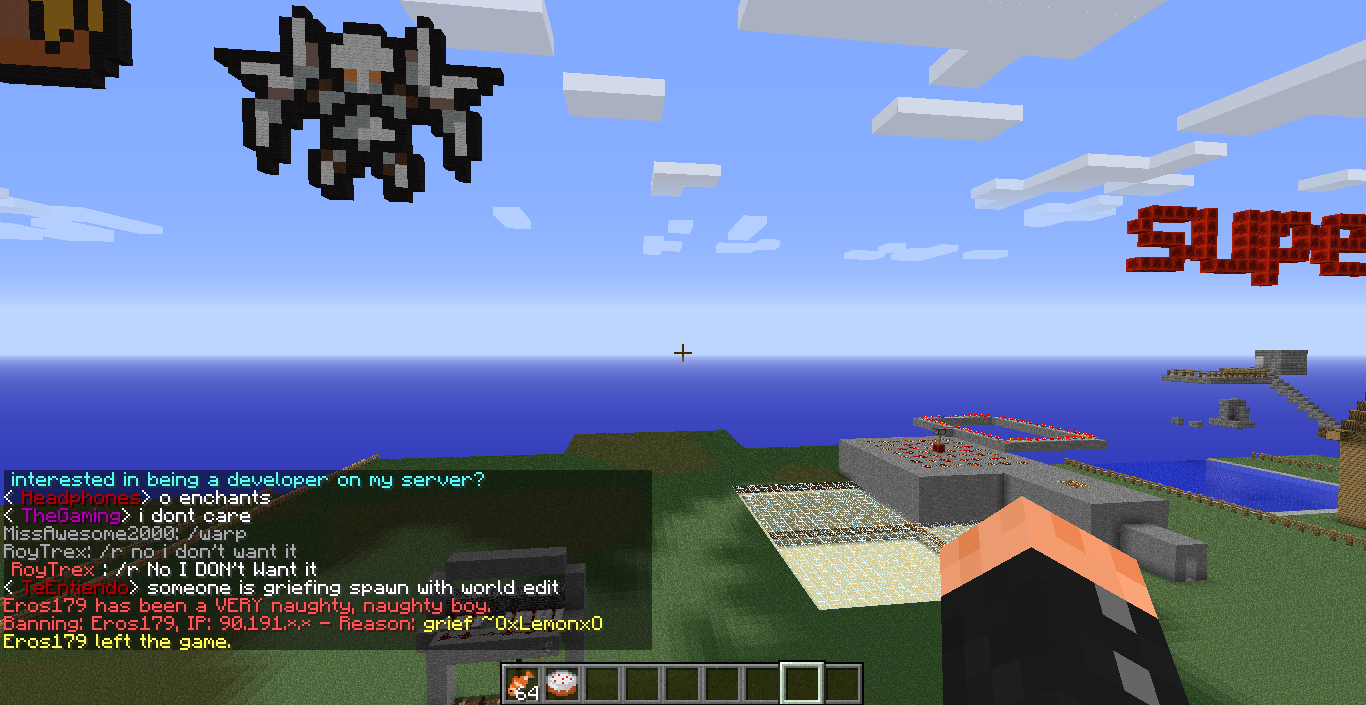 supe
interested in being a developer on my server?
< Headphones> o enchants
< TheGaming> i dont care
MissAwesome2000: /warp
RoyTrex: /r no i don't want it
RoyTrex : /r No I DON't Want it
< TeEntiendo> someone is griefing spawn with world edit
Eros179 has been a VERY naughty, naughty boy.
Banning: Eros179, IP: 90.191.*.* - Reason: grief ~0xLemonx0
Eros179 left the game.
64